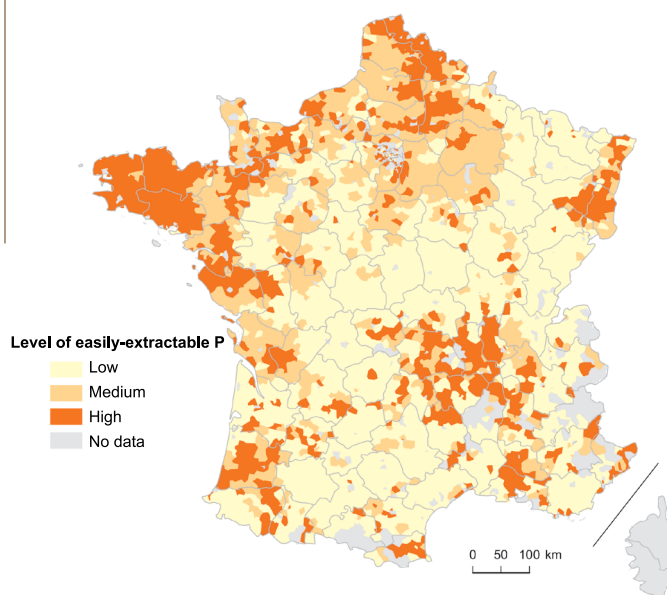 Level of easily-extractable P
Low
Medium
High
No data
0 50 100 km